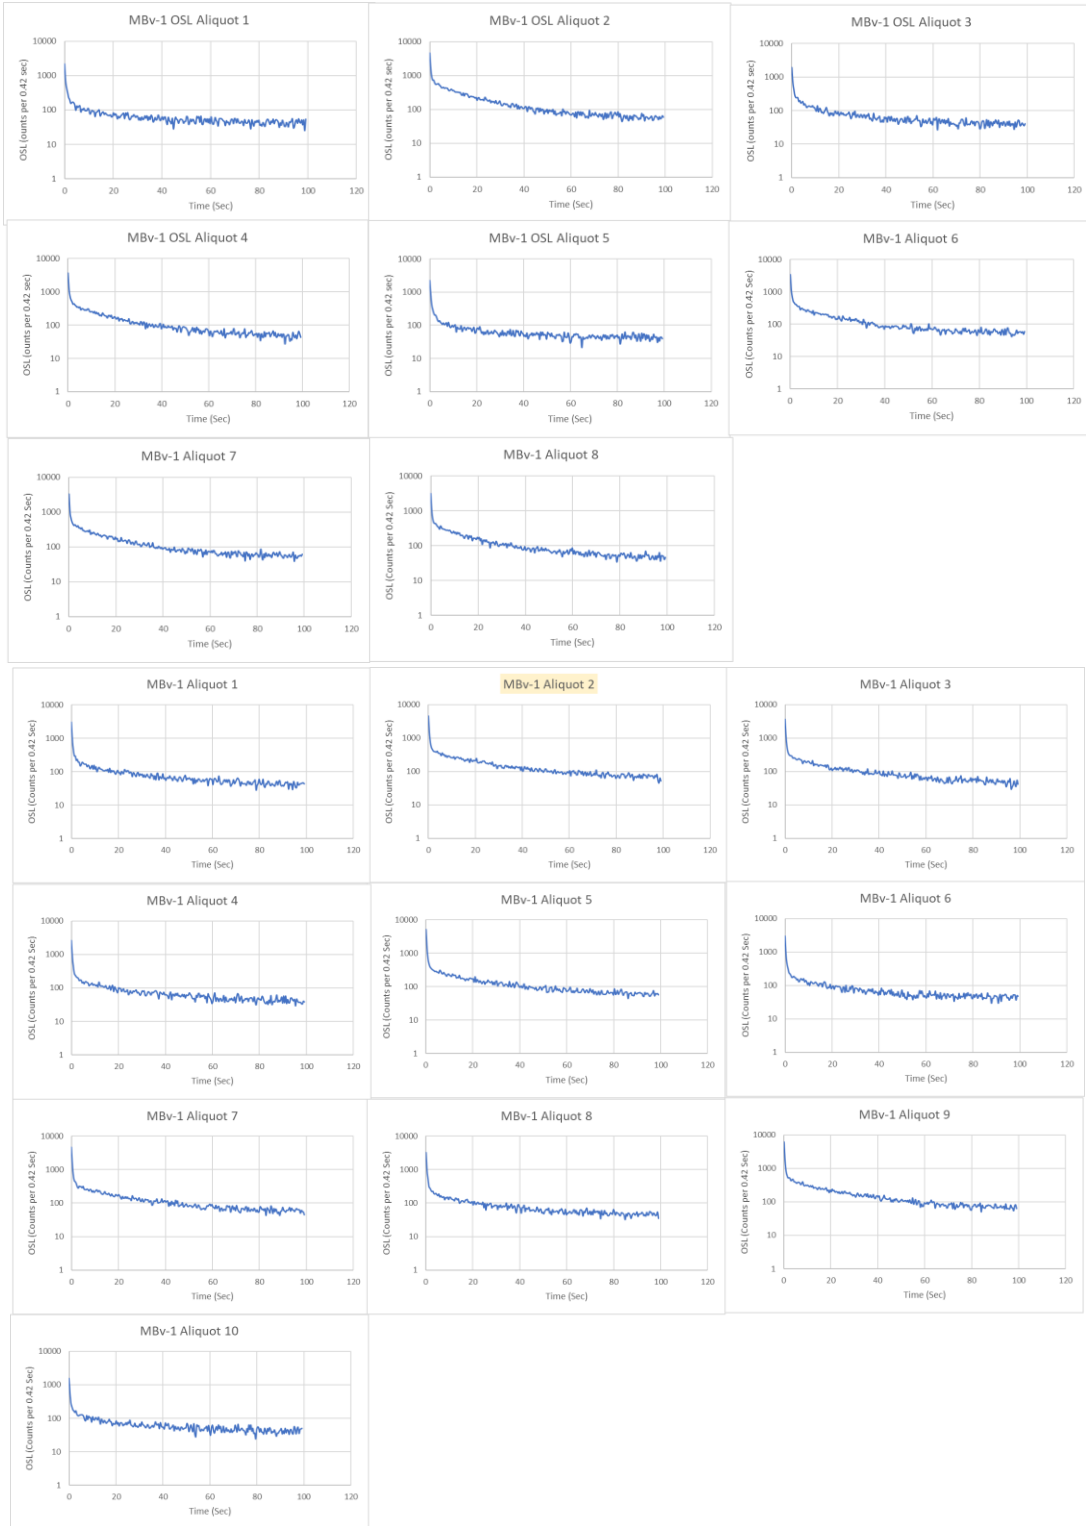 MBv-1 OSL Aliquot 1
OSL (ounts per 0.42 sec)
10000
1000
100
10
1
0 20 40 60 80 100 120
Time (Sec)
MBv-1 OSL Aliquot 2
OSL (ounts per 0.42 sec)
10000
1000
100
10
1
0 20 40 60 80 100 120
Time (Sec)
MBv-1 OSL Aliquot 3
OSL (ounts per 0.42 sec)
10000
1000
100
10
1
0 20 40 60 80 100 120
Time (Sec)
MBv-1 OSL Aliquot 4
OSL (ounts per 0.42 sec)
10000
1000
100
10
1
0 20 40 60 80 100 120
Time (Sec)
MBv-1 OSL Aliquot 5
OSL (ounts per 0.42 sec)
10000
1000
100
10
1
0 20 40 60 80 100 120
Time (Sec)
MBv-1 Aliquot 6
OSL (Counts per 0.42 sec)
10000
1000
100
10
1
0 20 40 60 80 100 120
Time (Sec)
MBv-1 Aliquot 7
OSL (Counts per 0.42 Sec)
10000
1000
100
10
1
0 20 40 60 80 100 120
Time (Sec)
MBv-1 Aliquot 8
OSL (Counts per 0.42 Sec)
10000
1000
100
10
1
0 20 40 60 80 100 120
Time (Sec)
MBv-1 Aliquot 1
OSL (Counts per 0.42 Sec)
10000
1000
100
10
1
0 20 40 60 80 100 120
Time (Sec)
MBv-1 Aliquot 2
OSL (Counts per 0.42 Sec)
10000
1000
100
10
1
0 20 40 60 80 100 120
Time (Sec)
MBv-1 Aliquot 3
OSL (Counts per 0.42 Sec)
10000
1000
100
10
1
0 20 40 60 80 100 120
Time (Sec)
MBv-1 Aliquot 4
OSL (Counts per 0.42 Sec)
10000
1000
100
10
1
0 20 40 60 80 100 120
Time (Sec)
MBv-1 Aliquot 5
OSL (Counts per 0.42 Sec)
10000
1000
100
10
1
0 20 40 60 80 100 120
Time (Sec)
MBv-1 Aliquot 6
OSL (Counts per 0.42 Sec)
10000
1000
100
10
1
0 20 40 60 80 100 120
Time (Sec)
MBv-1 Aliquot 7
OSL (Counts per 0.42 Sec)
10000
1000
100
10
1
0 20 40 60 80 100 120
Time (Sec)
MBv-1 Aliquot 8
OSL (Counts per 0.42 Sec)
10000
1000
100
10
1
0 20 40 60 80 100 120
Time (Sec)
MBv-1 Aliquot 9
OSL (Counts per 0.42 Sec)
10000
1000
100
10
1
0 20 40 60 80 100 120
Time (Sec)
MBv-1 Aliquot 10
OSL (Counts per 0.42 Sec)
10000
1000
100
10
1
0 20 40 60 80 100 120
Time (Sec)